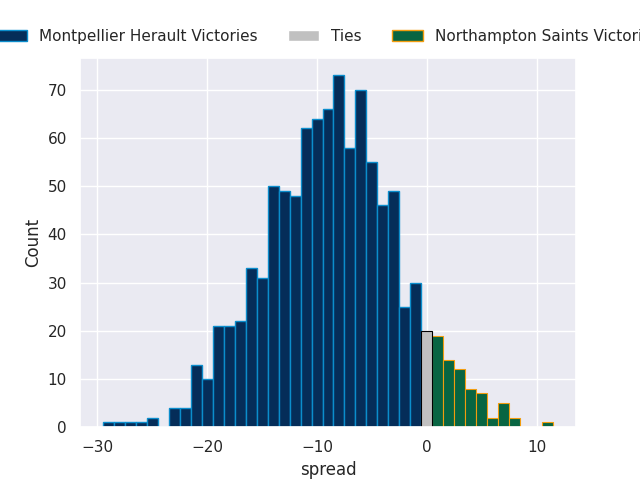 Montpellier Herault Victories Ties Northampton Saints Victori
70
60
50
40
30
20
10
0
Count
−30 −20 −10 0 10
spread